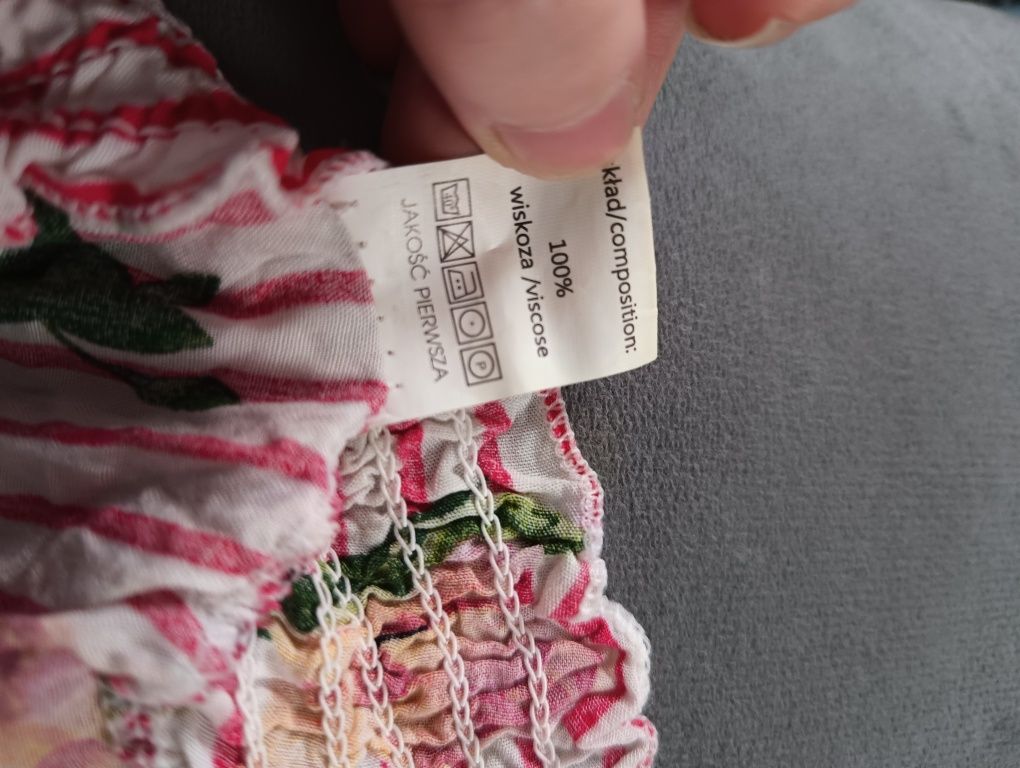 kład/composition:
100%
wiskoza /viscose
P
JAKOŚĆ PIERWSZA